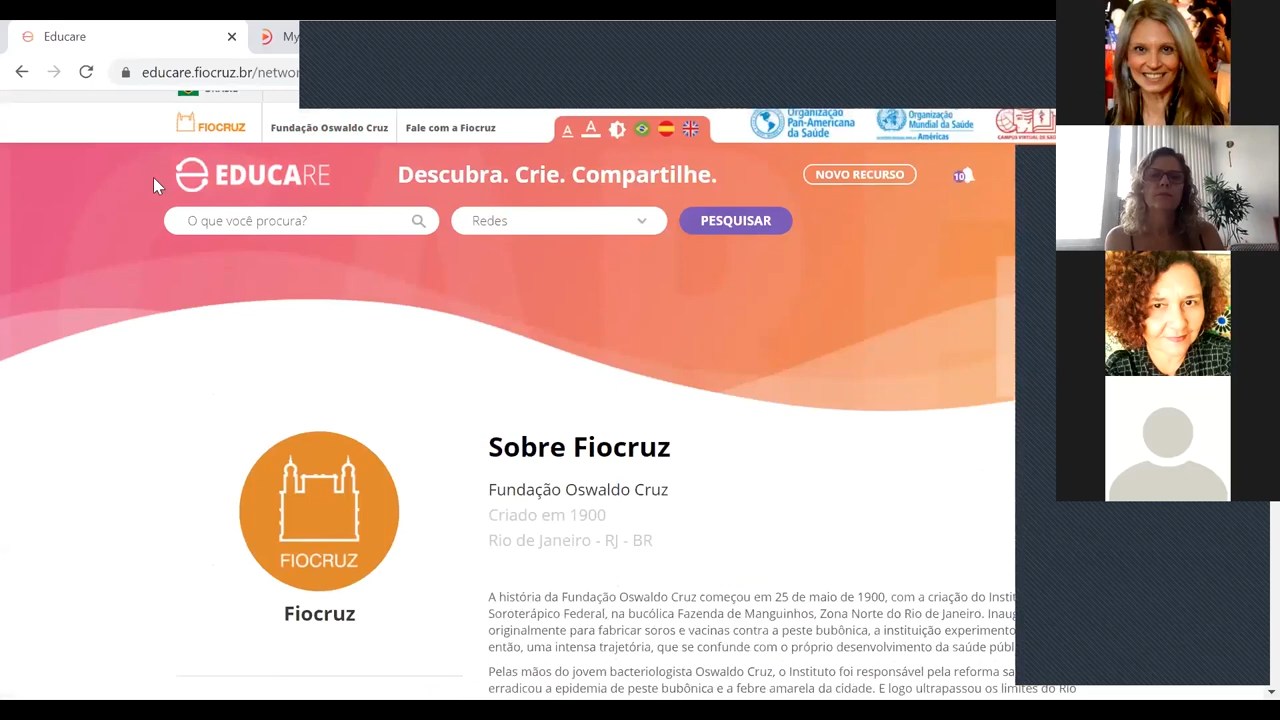 Educare
My
educare.fiocruz.br/networ
BRASIL
FIOCRUZ
Fundação Oswaldo Cruz
Fale com a Fiocruz
A A
Organização
Pan-Americana
da Saúde
Organização
Mundial da Saúde
Américas
EDUCARE
Descubra. Crie. Compartilhe.
NOVO RECURSO
10
O que você procura?
Redes
PESQUISAR
FIOCRUZ
Fiocruz
Sobre Fiocruz
Fundação Oswaldo Cruz
Criado em 1900
Rio de Janeiro - RJ - BR
A história da Fundação Oswaldo Cruz começou em 25 de maio de 1900, com a criação do Instit
Soroterápico Federal, na bucólica Fazenda de Manguinhos, Zona Norte do Rio de Janeiro. Inaug
originalmente para fabricar soros e vacinas contra a peste bubônica, a instituição experimento
então, uma intensa trajetória, que se confunde com o próprio desenvolvimento da saúde públ
Pelas mãos do jovem bacteriologista Oswaldo Cruz, o Instituto foi responsável pela reforma sa
erradicou a epidemia de peste bubônica e a febre amarela da cidade. E logo ultrapassou os limites do Rio